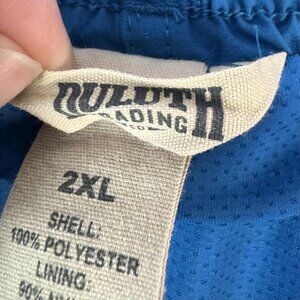 DULUTH
TRADING
2XL
SHELL:
100% POLYESTER
LINING: